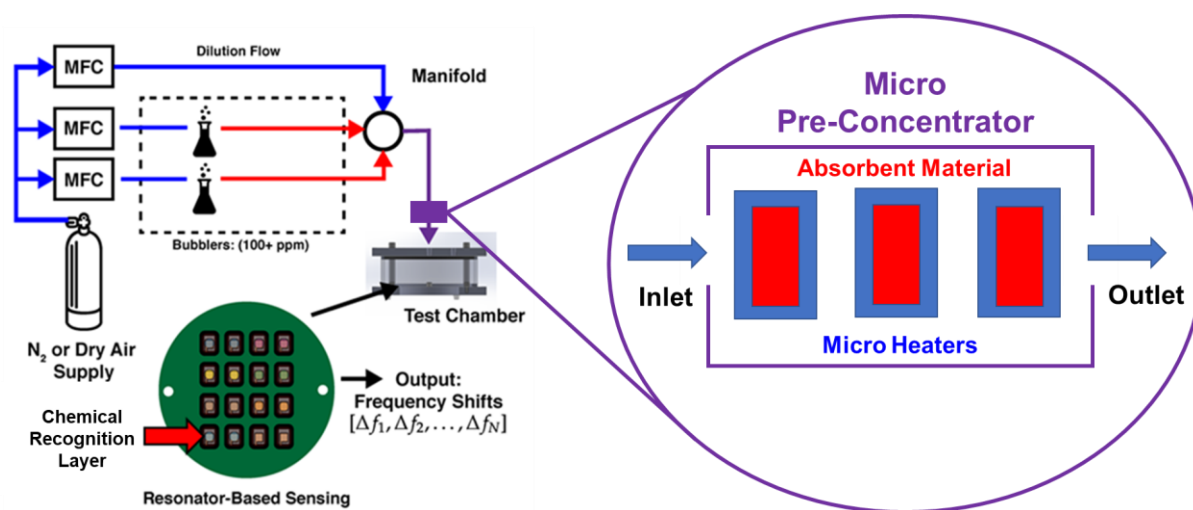 Dilution Flow
MFC
Manifold
MFC
MFC
Bubblers: (100+ ppm)
N₂ or Dry Air
Supply
Test Chamber
Output:
Frequency Shifts
[Δf₁, Δf₂, . . . , Δf_N]
Chemical
Recognition
Layer
Resonator-Based Sensing
Micro
Pre-Concentrator
Absorbent Material
Inlet
Outlet
Micro Heaters